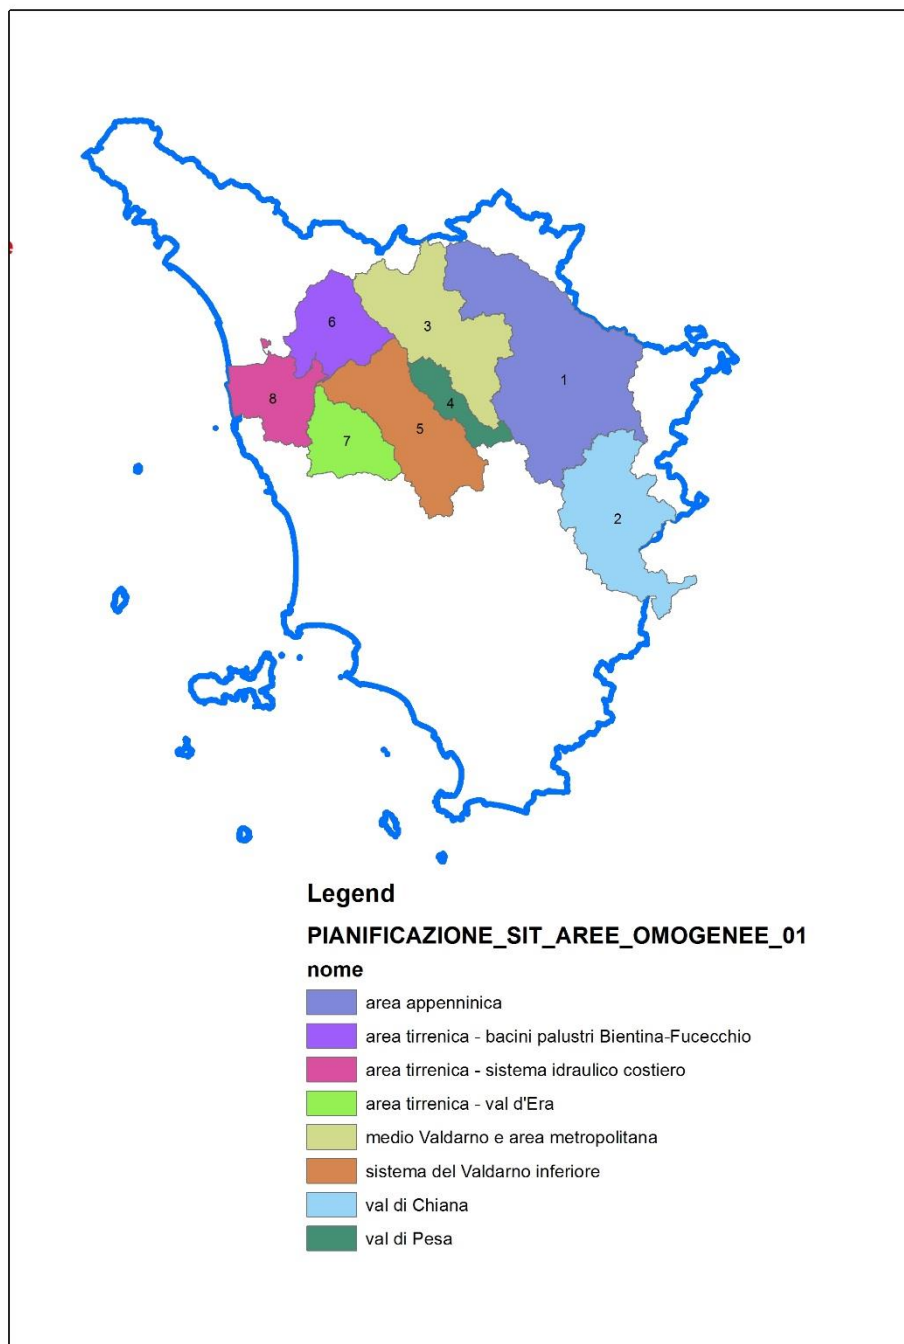 e
6
3
1
8
4
7
5
2
Legend
PIANIFICAZIONE_SIT_AREE_OMOGENEE_01
nome
area appenninica
area tirrenica - bacini palustri Bientina-Fucecchio
area tirrenica - sistema idraulico costiero
area tirrenica - val d'Era
medio Valdarno e area metropolitana
sistema del Valdarno inferiore
val di Chiana
val di Pesa